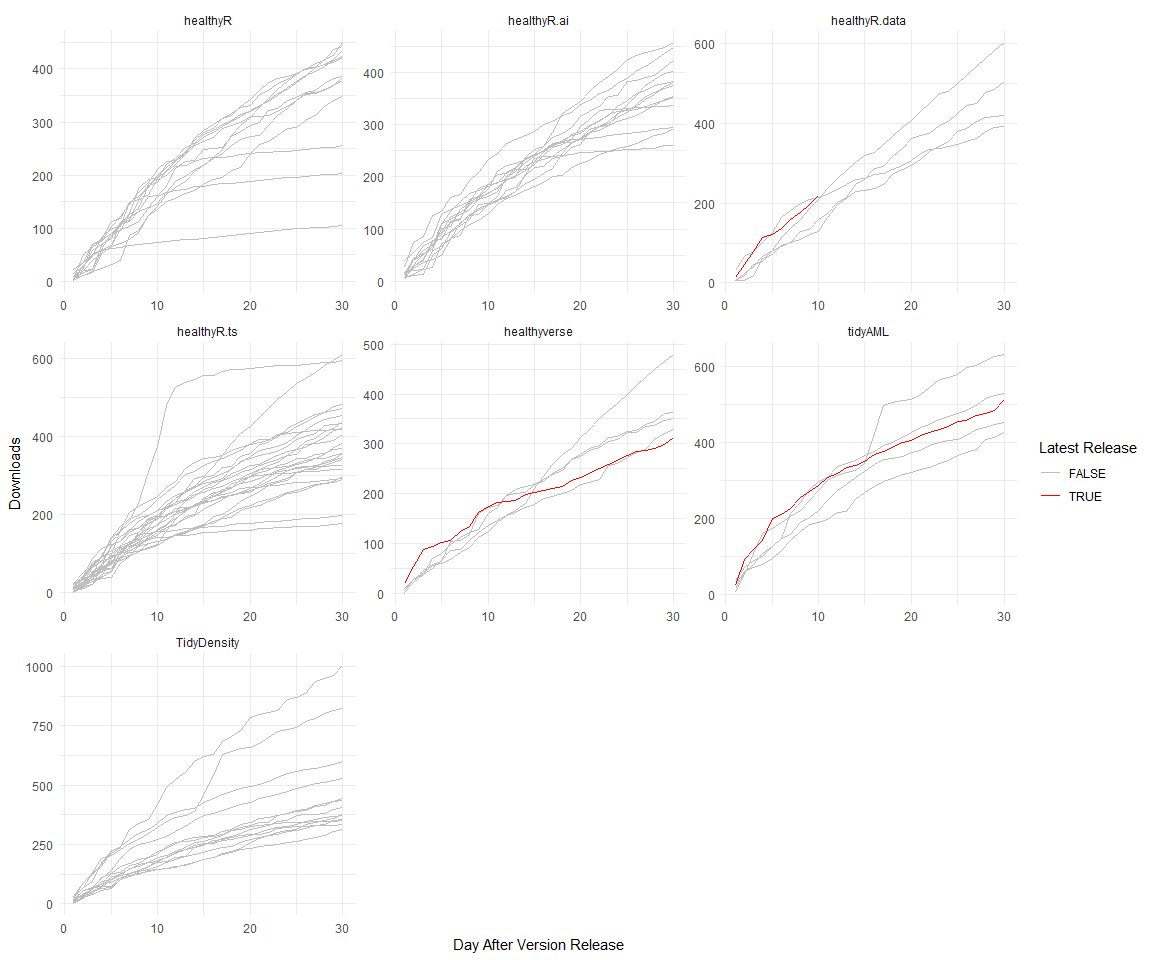 healthyR healthyR.ai healthyR.data
400 300 200 100 0
400 300 200 100 0
600 400 200 0
0 10 20 30 0 10 20 30 0 10 20 30
healthyR.ts healthyverse tidyAML
600 400 200 0
500 400 300 200 100 0
600 400 200 0
0 10 20 30 0 10 20 30 0 10 20 30
TidyDensity
1000 750 500 250 0
0 10 20 30
Downloads
Day After Version Release
Latest Release
FALSE
TRUE